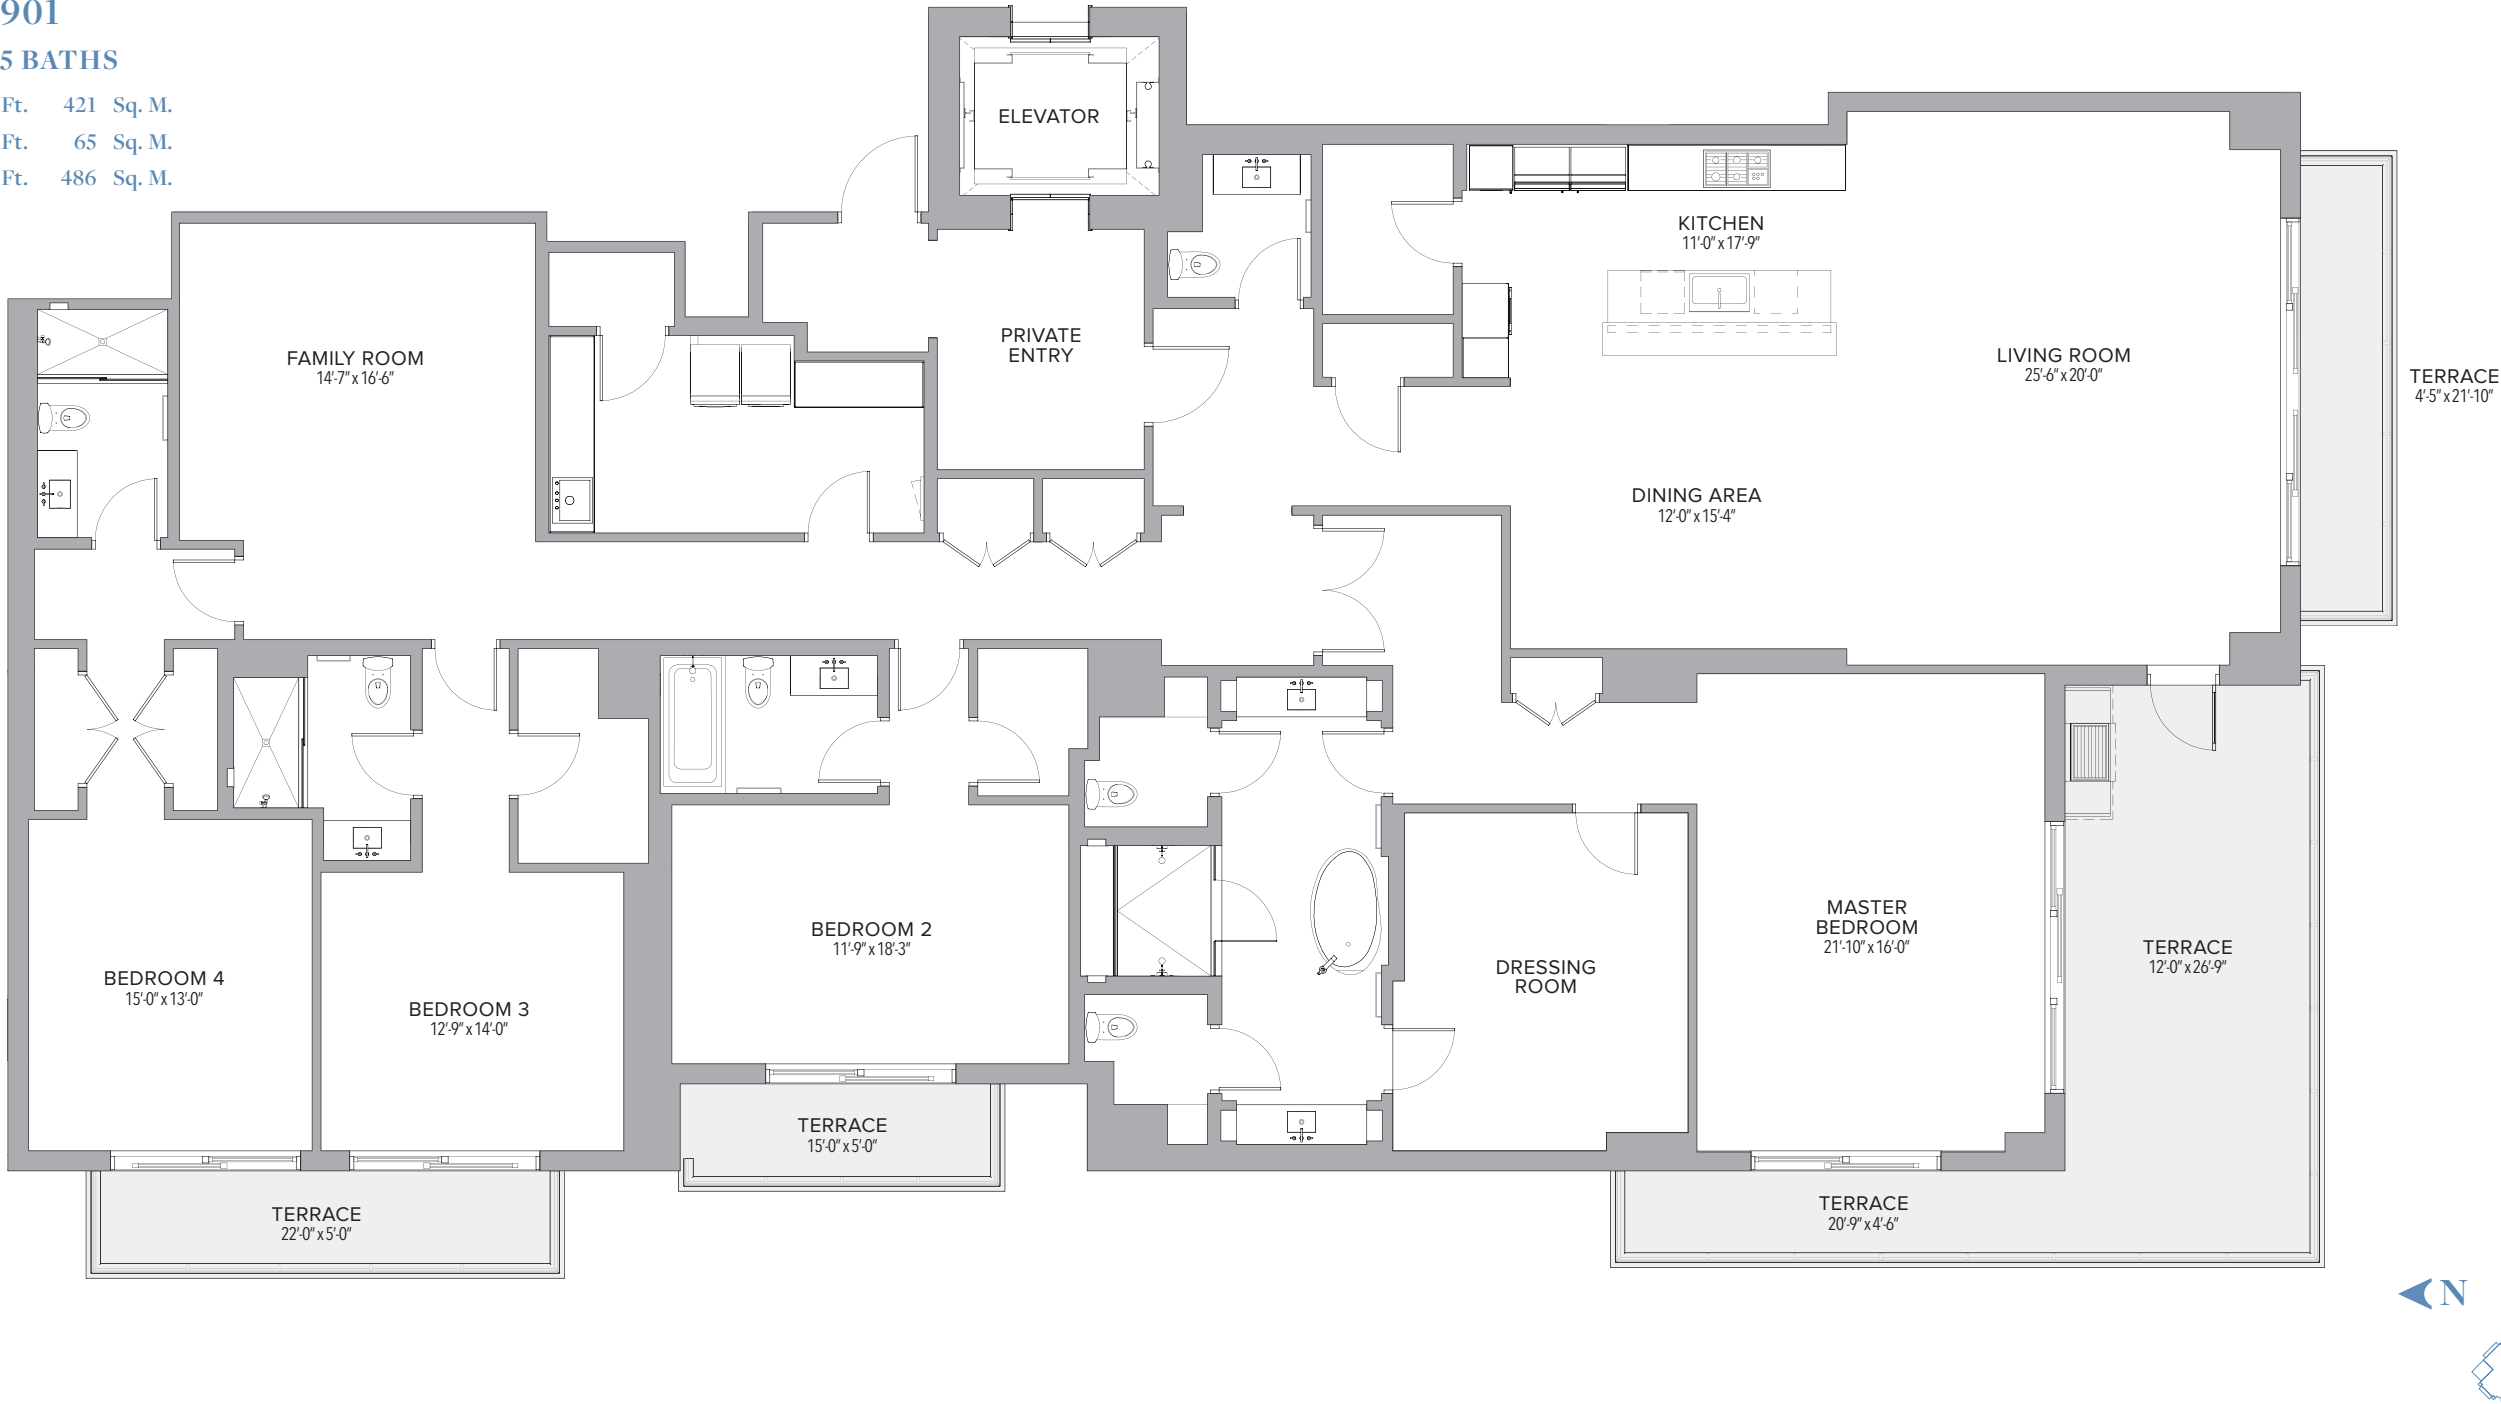 901
5 BATHS
Ft. 421 Sq. M.
Ft. 65 Sq. M.
Ft. 486 Sq. M.
ELEVATOR
KITCHEN
11'-0" x 17'-9"
PRIVATE
ENTRY
FAMILY ROOM
14'-7" x 16'-6"
LIVING ROOM
25'-6" x 20'-0"
TERRACE
4'-5" x 21'-10"
DINING AREA
12'-0" x 15'-4"
MASTER
BEDROOM
21'-10" x 16'-0"
BEDROOM 2
11'-9" x 18'-3"
TERRACE
12'-0" x 26'-9"
DRESSING
ROOM
BEDROOM 4
15'-0" x 13'-0"
BEDROOM 3
12'-9" x 14'-0"
TERRACE
15'-0" x 5'-0"
TERRACE
20'-9" x 4'-6"
TERRACE
22'-0" x 5'-0"
N